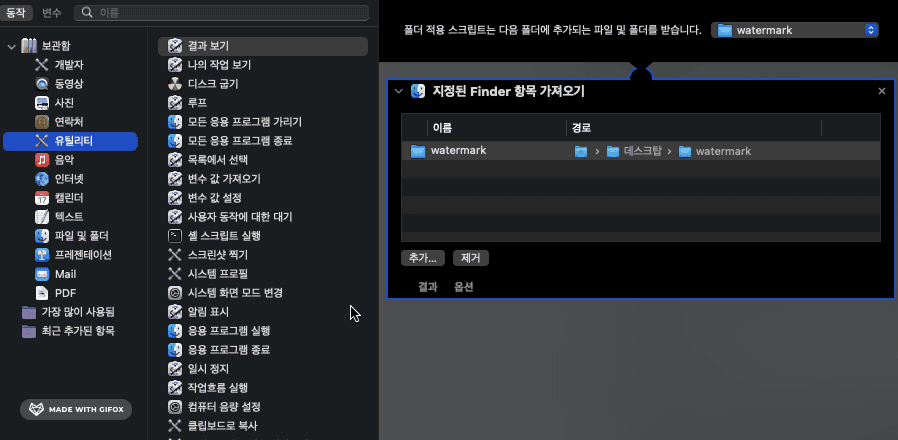 동작 변수 이름
보관함
개발자
동영상
사진
연락처
유틸리티
음악
인터넷
캘린더
텍스트
파일 및 폴더
프레젠테이션
Mail
PDF
가장 많이 사용됨
최근 추가된 항목
MADE WITH GIFOX
결과 보기
나의 작업 보기
디스크 굽기
루프
모든 응용 프로그램 가리기
모든 응용 프로그램 종료
목록에서 선택
변수 값 가져오기
변수 값 설정
사용자 동작에 대한 대기
셸 스크립트 실행
스크린샷 찍기
시스템 프로필
시스템 화면 모드 변경
알림 표시
응용 프로그램 실행
응용 프로그램 종료
일시 정지
작업흐름 실행
컴퓨터 음량 설정
클립보드로 복사
폴더 적용 스크립트는 다음 폴더에 추가되는 파일 및 폴더를 받습니다. watermark
지정된 Finder 항목 가져오기
이름 경로
watermark › 데스크탑 › watermark
추가... 제거
결과 옵션